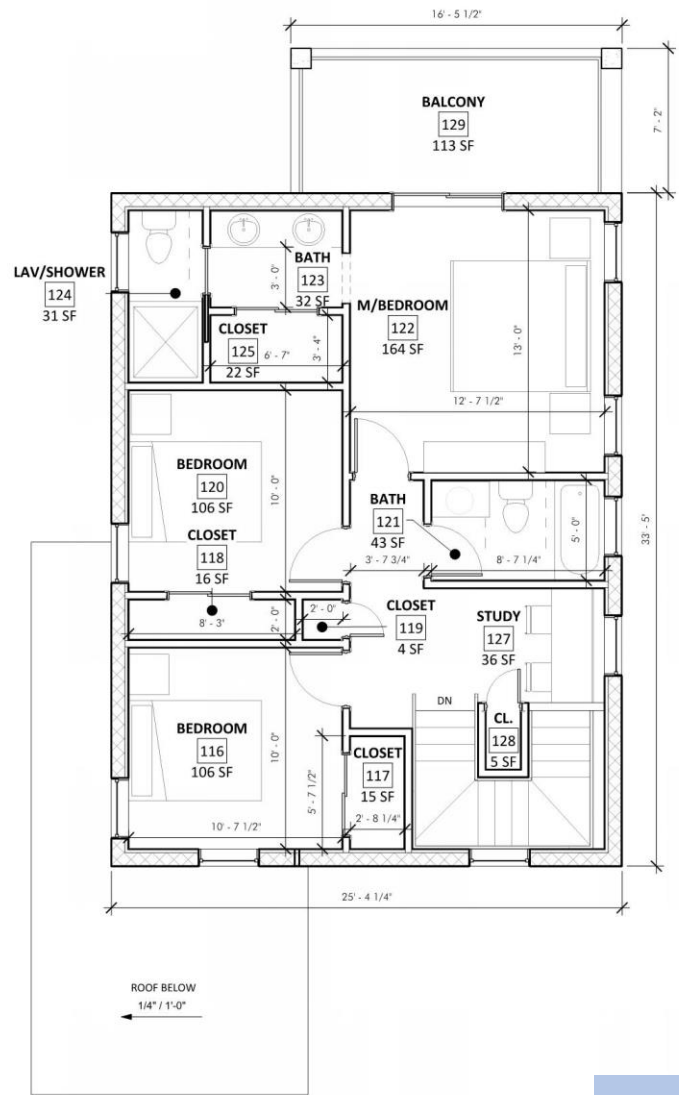 16' - 5 1/2"
BALCONY
129
113 SF
7' - 2"
LAV/SHOWER
124
31 SF
BATH
123
32 SF
3' - 0"
CLOSET
125
22 SF
6' - 7"
3' - 4"
M/BEDROOM
122
164 SF
13' - 0"
12' - 7 1/2"
BEDROOM
120
106 SF
10' - 0"
BATH
121
43 SF
5' - 0"
8' - 7 1/4"
3' - 7 3/4"
33' - 5"
CLOSET
118
16 SF
8' - 3"
2' - 0"
2' - 0"
CLOSET
119
4 SF
STUDY
127
36 SF
DN
CL.
128
5 SF
BEDROOM
116
106 SF
10' - 0"
10' - 7 1/2"
5' - 7 1/2"
CLOSET
117
15 SF
2' - 8 1/4"
25' - 4 1/4"
ROOF BELOW
1/4" / 1'-0"